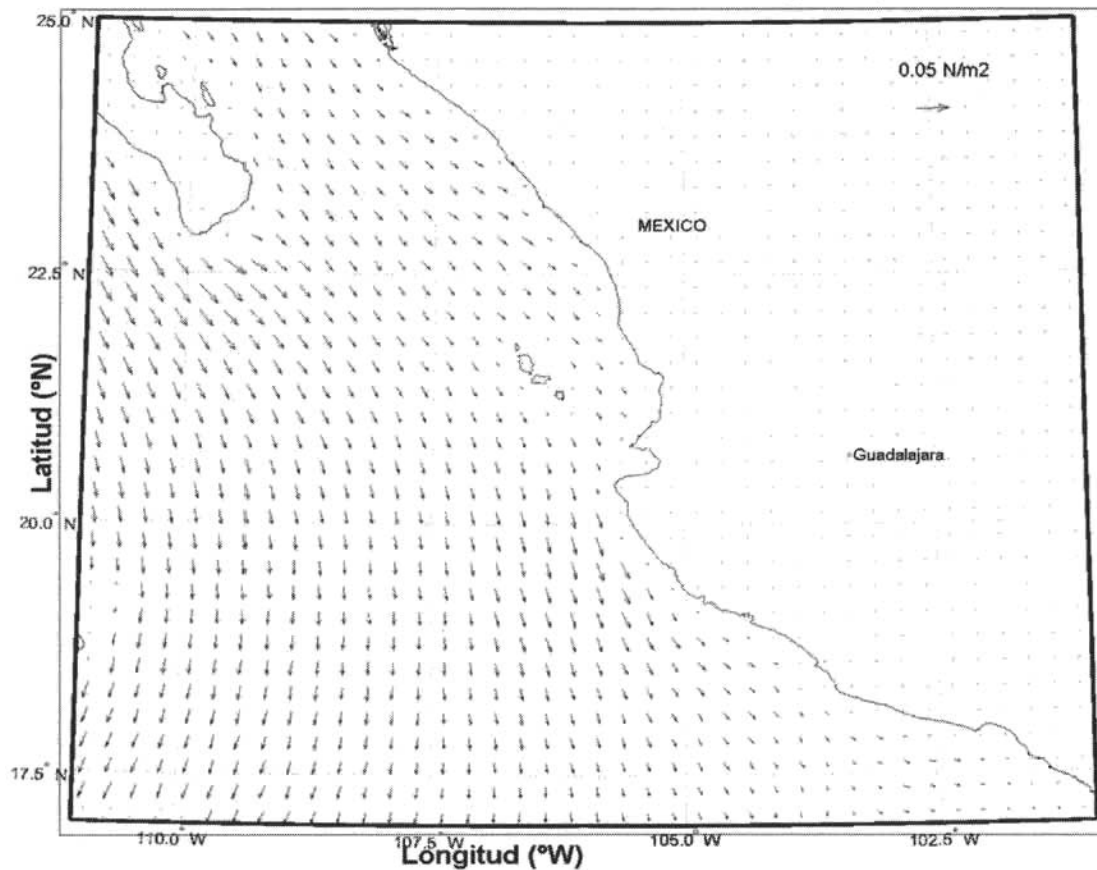 25.0° N
0.05 N/m2
MEXICO
22.5° N
Latitud (°N)
Guadalajara
20.0° N
17.5° N
110.0° W
107.5° W
105.0° W
102.5° W
Longitud (°W)